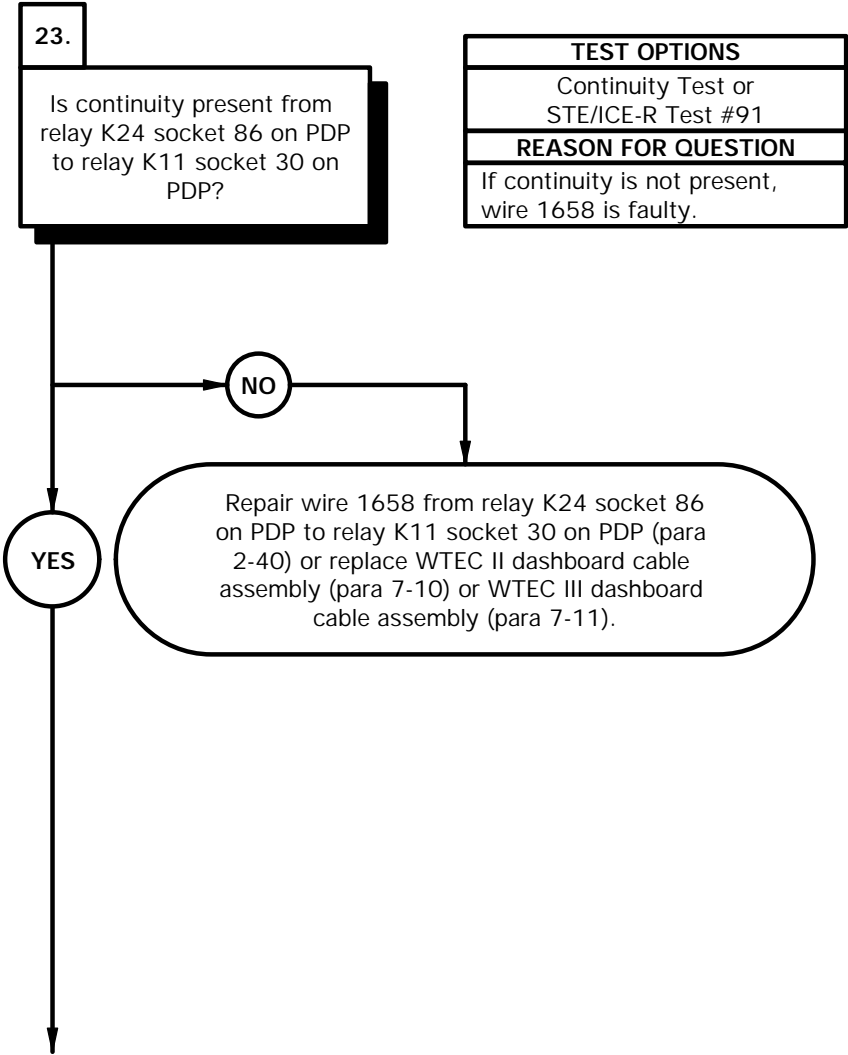 23.
Is continuity present from
relay K24 socket 86 on PDP
to relay K11 socket 30 on
PDP?
TEST OPTIONS
Continuity Test or
STE/ICE-R Test #91
REASON FOR QUESTION
If continuity is not present,
wire 1658 is faulty.
NO
YES
Repair wire 1658 from relay K24 socket 86
on PDP to relay K11 socket 30 on PDP (para
2-40) or replace WTEC II dashboard cable
assembly (para 7-10) or WTEC III dashboard
cable assembly (para 7-11).